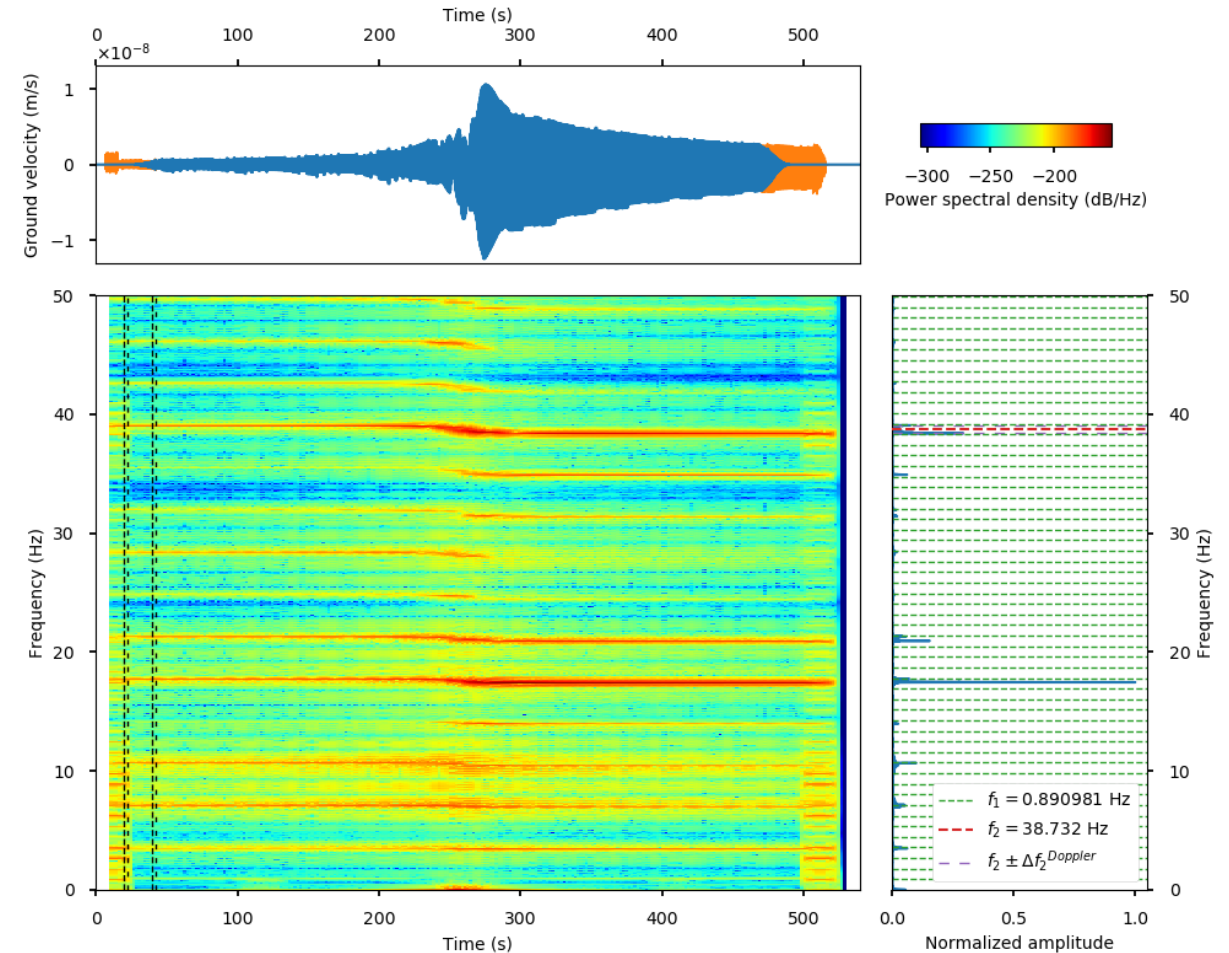 Time (s)
0 100 200 300 400 500
×10⁻⁸
Ground velocity (m/s)
1
0
−1
−300 −250 −200
Power spectral density (dB/Hz)
Frequency (Hz)
50
40
30
20
10
0
0 100 200 300 400 500
Time (s)
50
40
30
20
10
0
Frequency (Hz)
f₁ = 0.890981 Hz
f₂ = 38.732 Hz
f₂ ± Δf₂ᴰᵒᵖᵖˡᵉʳ
0.0 0.5 1.0
Normalized amplitude